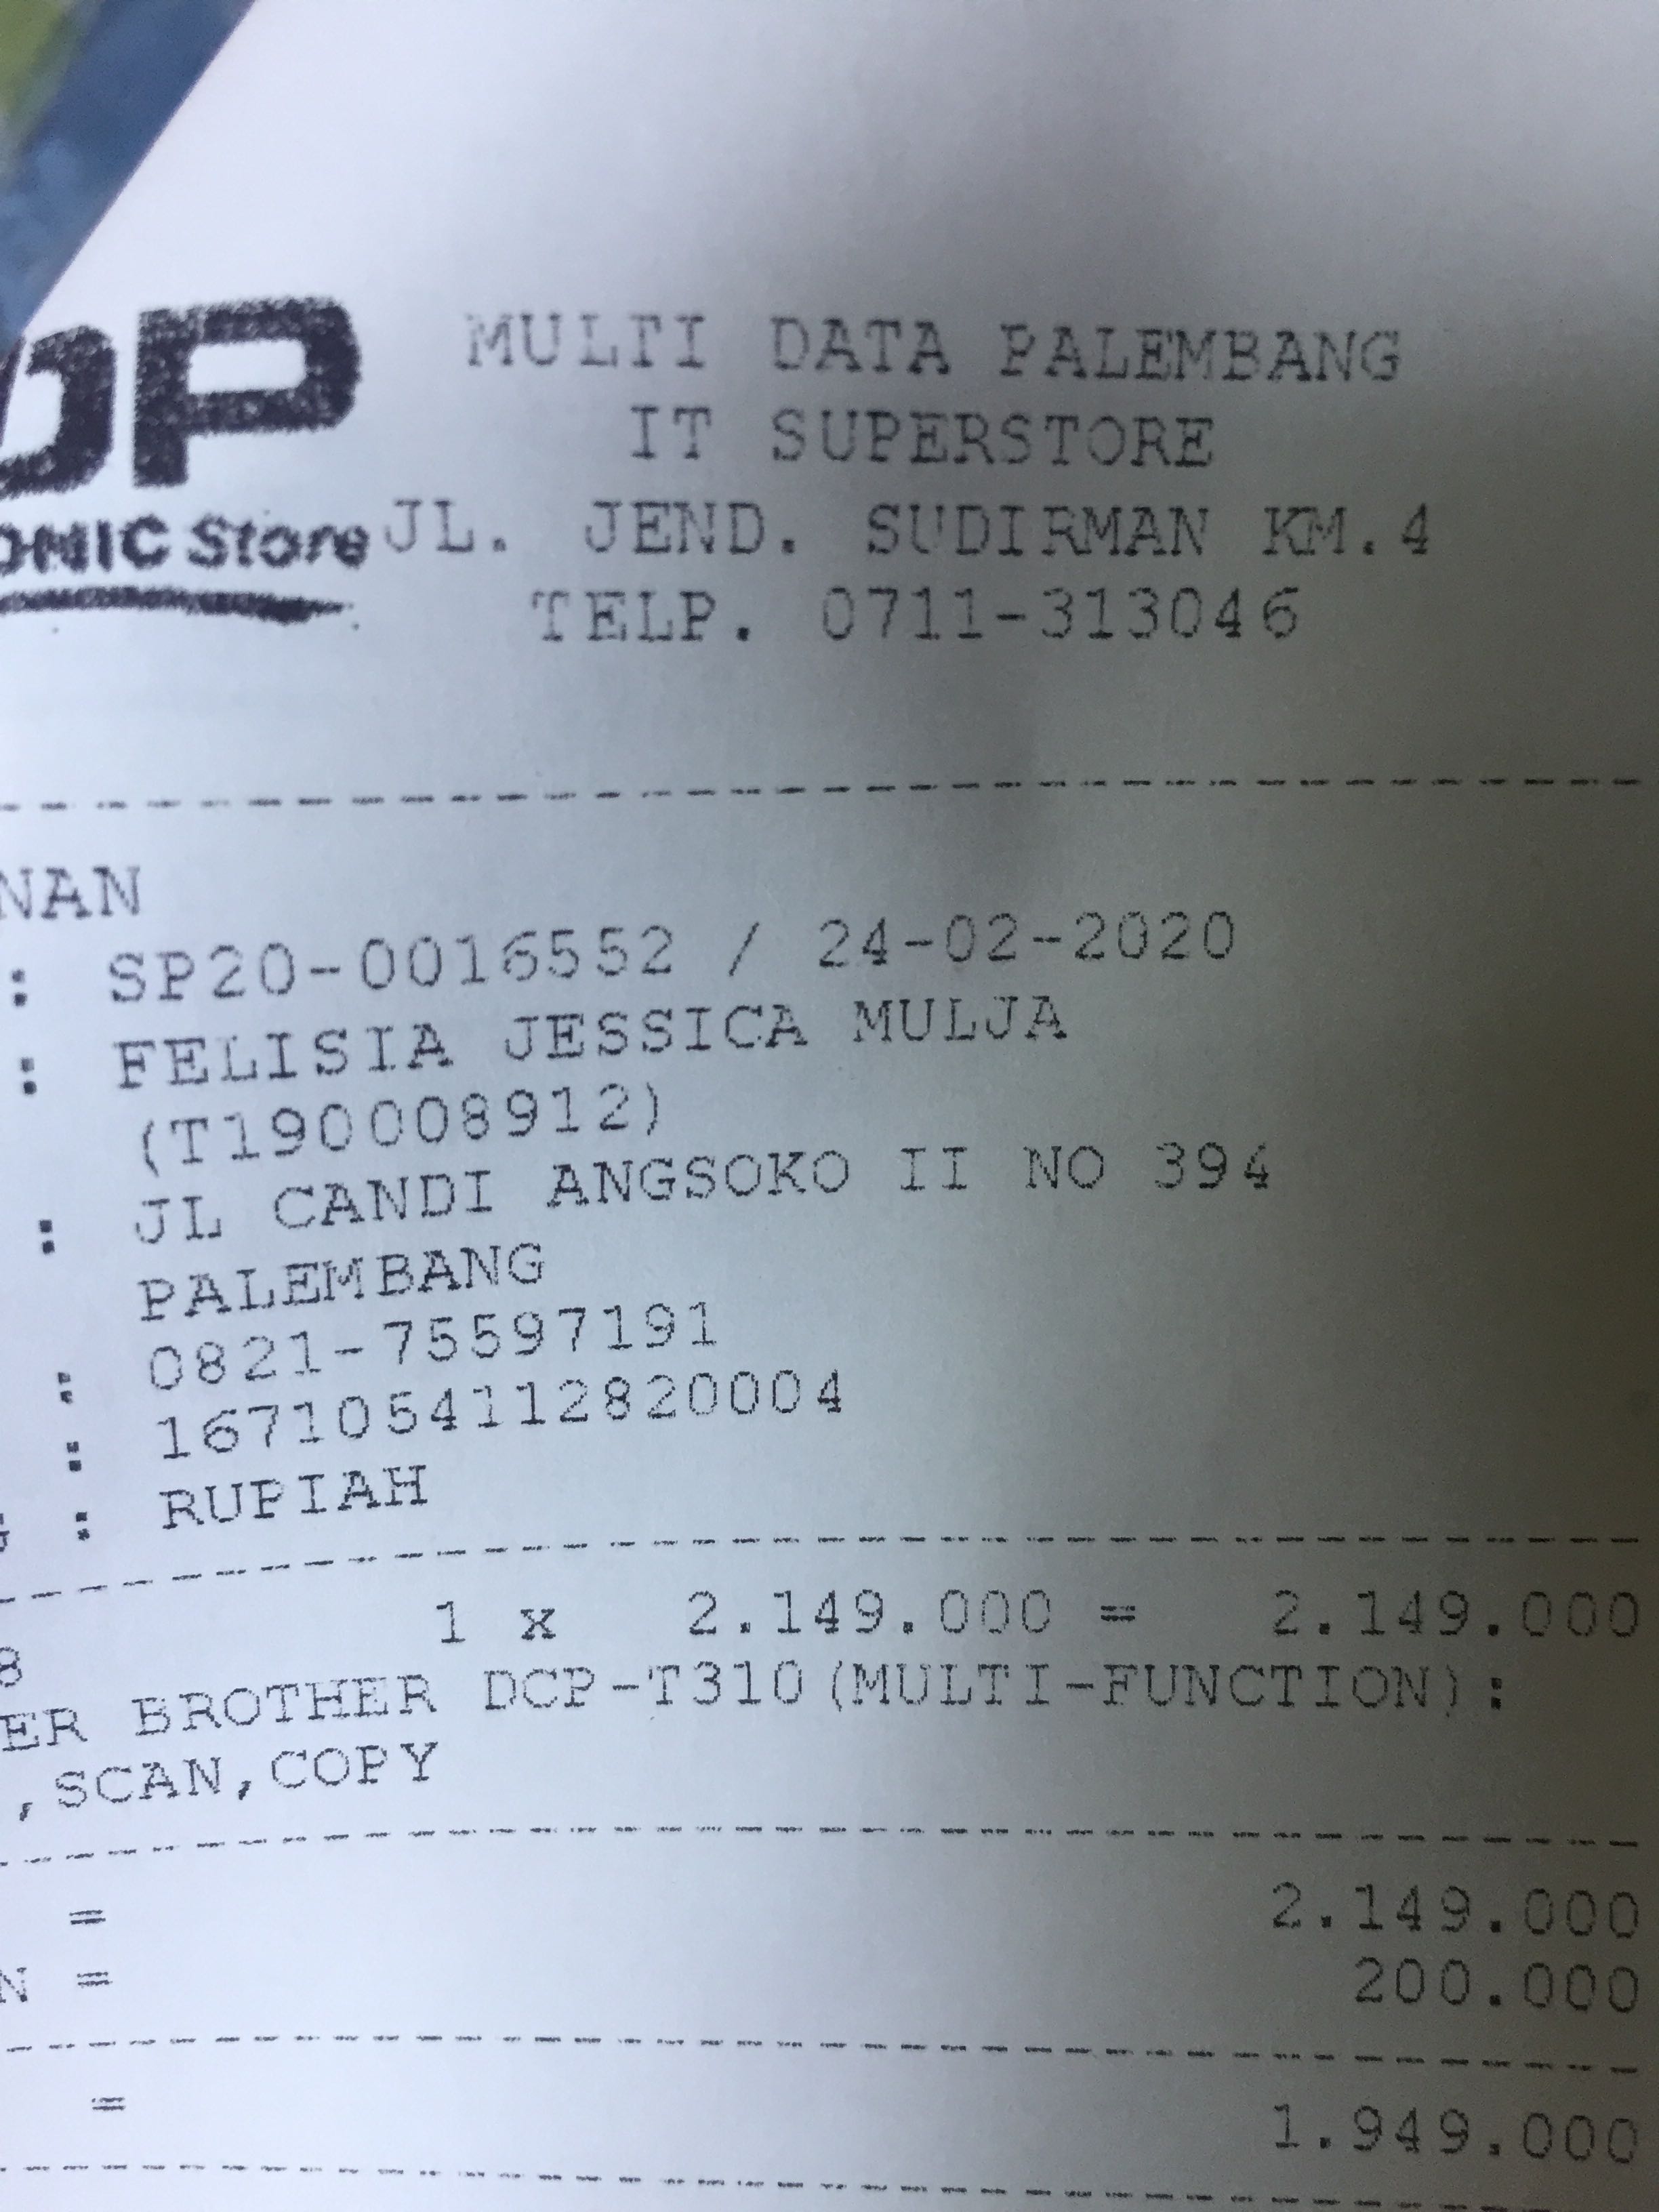 DP
OMIC Store
MULTI DATA PALEMBANG
IT SUPERSTORE
JL. JEND. SUDIRMAN KM.4
TELP. 0711-313046
NAN
: SP20-0016552 / 24-02-2020
: FELISIA JESSICA MULJA
(T190008912)
: JL CANDI ANGSOKO II NO 394
PALEMBANG
: 0821-75597191
: 1671054112820004
G : RUPIAH
1 x 2.149.000 = 2.149.000
8
ER BROTHER DCP-T310(MULTI-FUNCTION):
,SCAN,COPY
= 2.149.000
N = 200.000
= 1.949.000